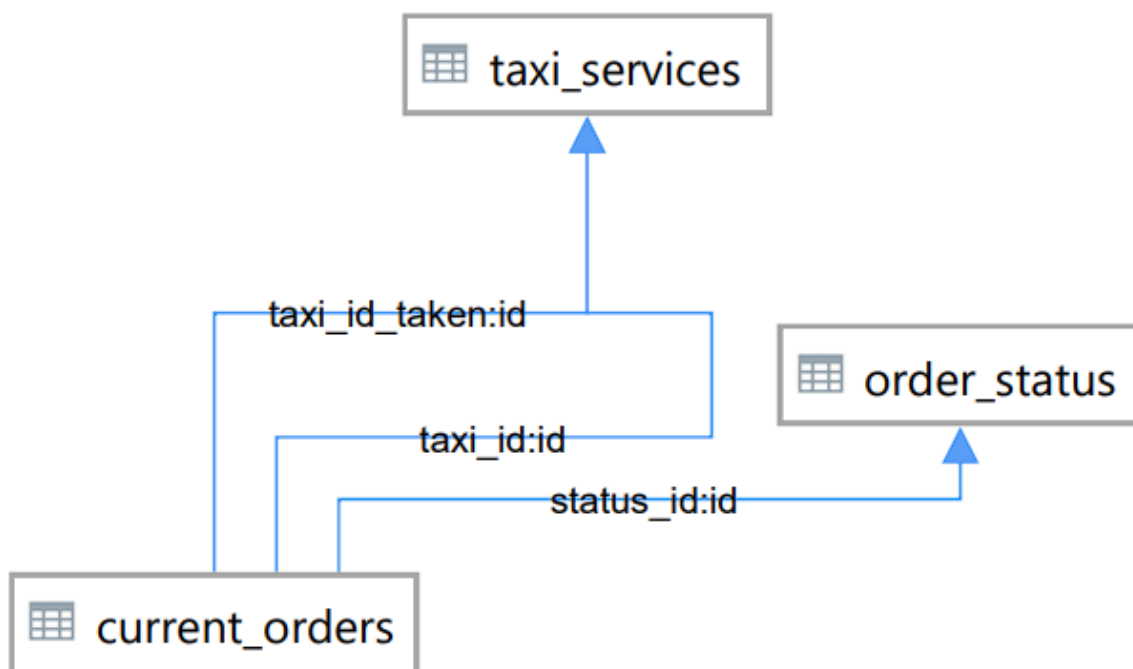 taxi_services
taxi_id_taken:id
order_status
taxi_id:id
status_id:id
current_orders